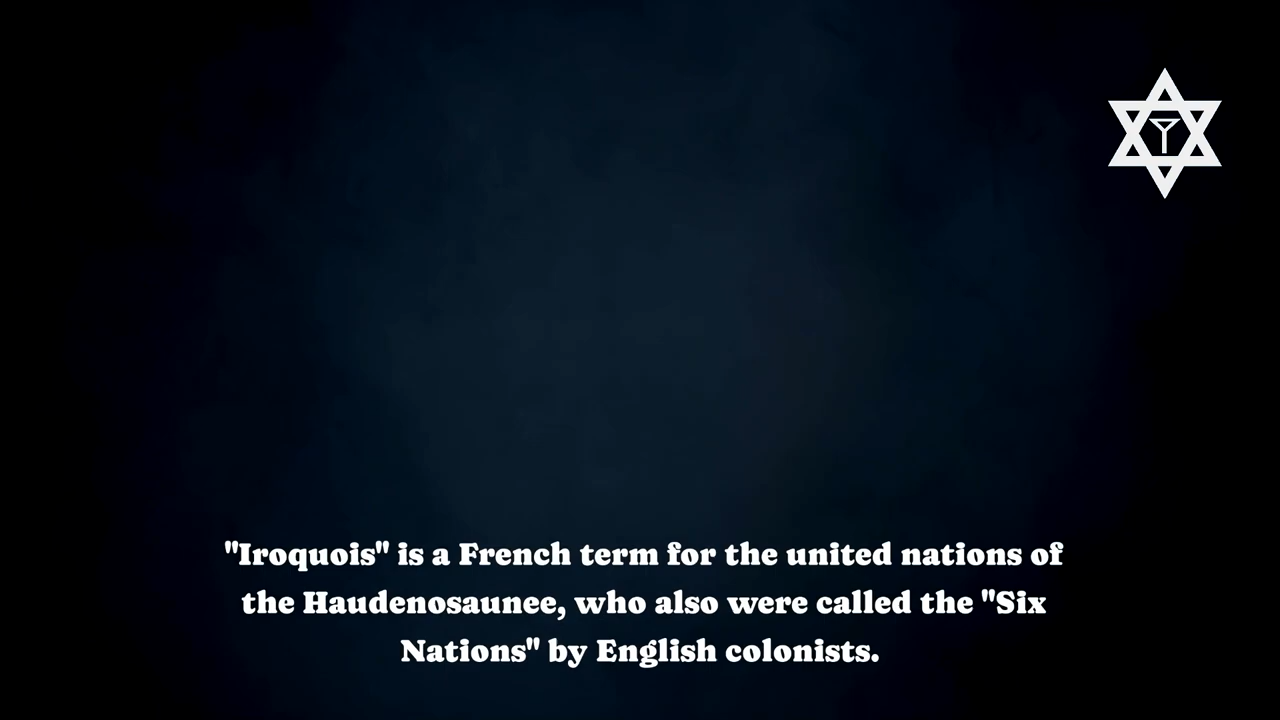 "Iroquois" is a French term for the united nations of
the Haudenosaunee, who also were called the "Six
Nations" by English colonists.